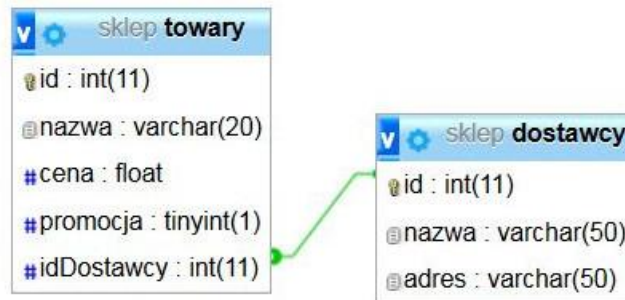 v sklep towary
id : int(11)
nazwa : varchar(20)
# cena : float
# promocja : tinyint(1)
# idDostawcy : int(11)
v sklep dostawcy
id : int(11)
nazwa : varchar(50)
adres : varchar(50)